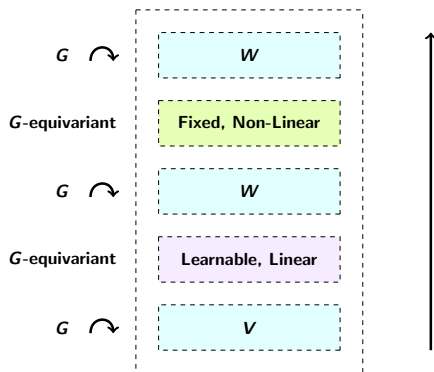 G W
G-equivariant Fixed, Non-Linear
G W
G-equivariant Learnable, Linear
G V